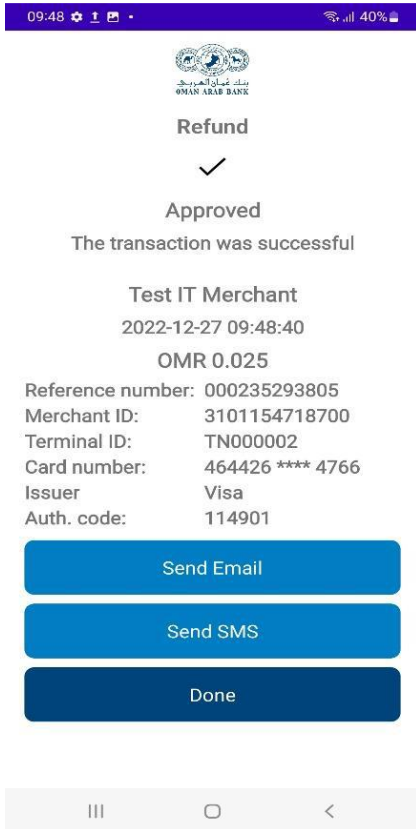 09:48
40%
بنك عُمان العربي
OMAN ARAB BANK
Refund
Approved
The transaction was successful
Test IT Merchant
2022-12-27 09:48:40
OMR 0.025
Reference number: 000235293805
Merchant ID: 3101154718700
Terminal ID: TN000002
Card number: 464426 **** 4766
Issuer Visa
Auth. code: 114901
Send Email
Send SMS
Done